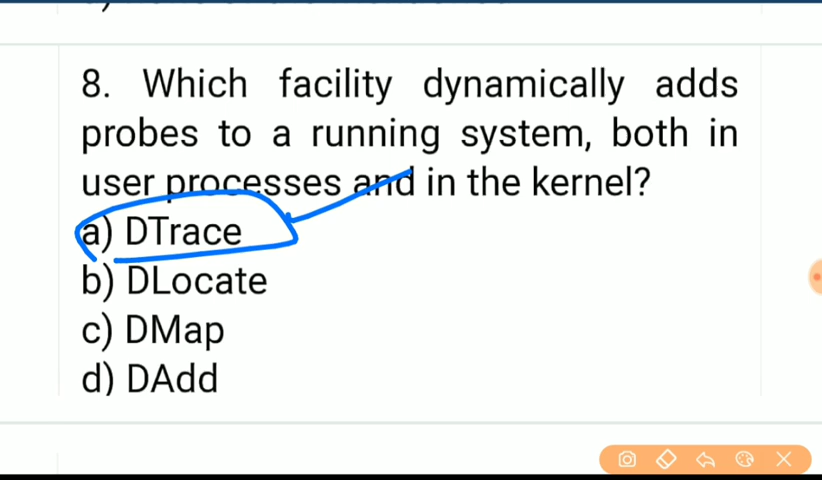 8. Which facility dynamically adds
probes to a running system, both in
user processes and in the kernel?
a) DTrace
b) DLocate
c) DMap
d) DAdd